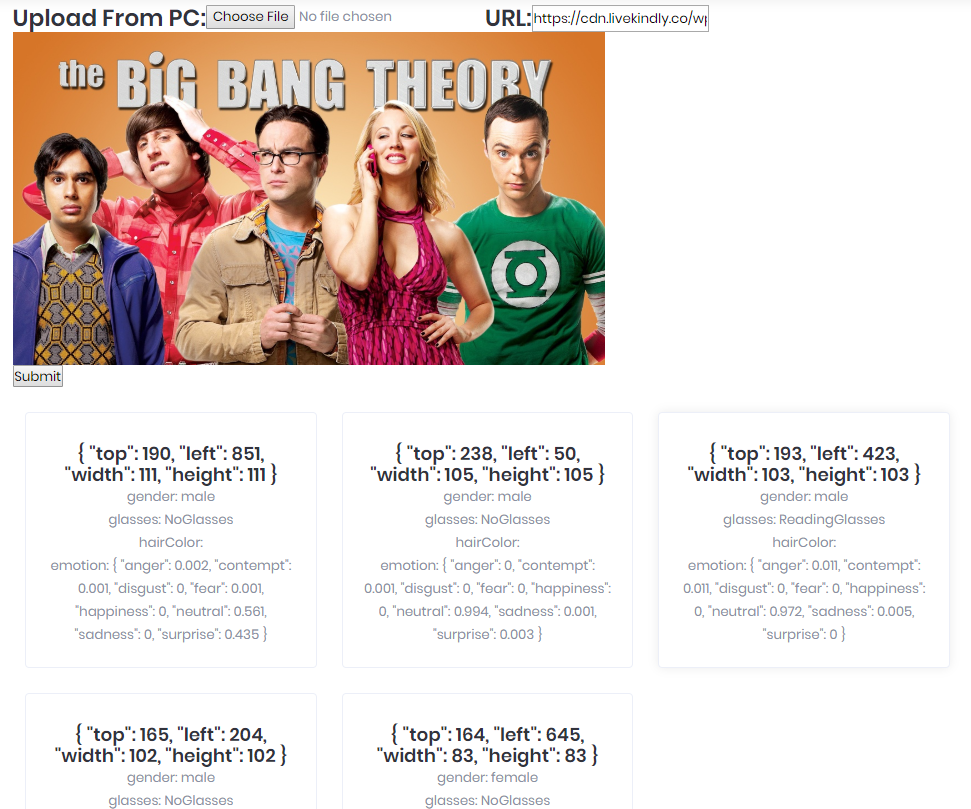 Upload From PC: Choose File No file chosen URL: https://cdn.livekindly.co/wp
the BiG BANG THEORY
Submit
{ "top": 190, "left": 851,
"width": 111, "height": 111 }
gender: male
glasses: NoGlasses
hairColor:
emotion: { "anger": 0.002, "contempt":
0.001, "disgust": 0, "fear": 0.001,
"happiness": 0, "neutral": 0.561,
"sadness": 0, "surprise": 0.435 }
{ "top": 238, "left": 50,
"width": 105, "height": 105 }
gender: male
glasses: NoGlasses
hairColor:
emotion: { "anger": 0, "contempt":
0.001, "disgust": 0, "fear": 0, "happiness":
0, "neutral": 0.994, "sadness": 0.001,
"surprise": 0.003 }
{ "top": 193, "left": 423,
"width": 103, "height": 103 }
gender: male
glasses: ReadingGlasses
hairColor:
emotion: { "anger": 0.011, "contempt":
0.011, "disgust": 0, "fear": 0, "happiness":
0, "neutral": 0.972, "sadness": 0.005,
"surprise": 0 }
{ "top": 165, "left": 204,
"width": 102, "height": 102 }
gender: male
glasses: NoGlasses
{ "top": 164, "left": 645,
"width": 83, "height": 83 }
gender: female
glasses: NoGlasses